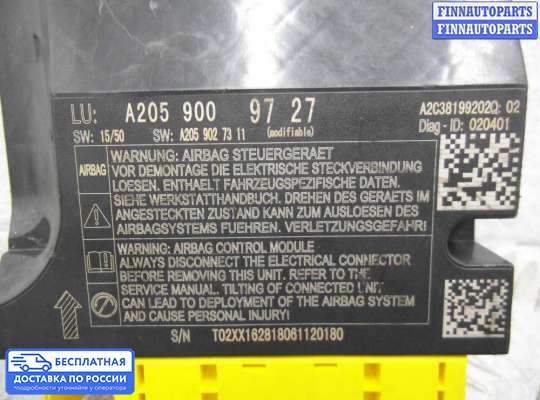 FINNAUTOPARTS
FINNAUTOPARTS
LU: A205 900 97 27
A2C38199202Q: 02
SW: 15/50 SW: A205 902 73 11 (modifiable)
Diag - ID: 020401
AIRBAG
WARNUNG: AIRBAG STEUERGERAET
VOR DEMONTAGE DIE ELEKTRISCHE STECKVERBINDUNG
LOESEN. ENTHAELT FAHRZEUGSPEZIFISCHE DATEN.
SIEHE WERKSTATTHANDBUCH. DREHEN DES GERAETS IM
ANGESTECKTEN ZUSTAND KANN ZUM AUSLOESEN DES
AIRBAGSYSTEMS FUEHREN. VERLETZUNGSGEFAHR!
WARNING: AIRBAG CONTROL MODULE
ALWAYS DISCONNECT THE ELECTRICAL CONNECTOR
BEFORE REMOVING THIS UNIT. REFER TO THE
SERVICE MANUAL. TILTING OF CONNECTED UNIT
CAN LEAD TO DEPLOYMENT OF THE AIRBAG SYSTEM
AND CAUSE PERSONAL INJURY!
S/N T02XX162818061120180
БЕСПЛАТНАЯ
ДОСТАВКА ПО РОССИИ
подробности уточняйте у операторов